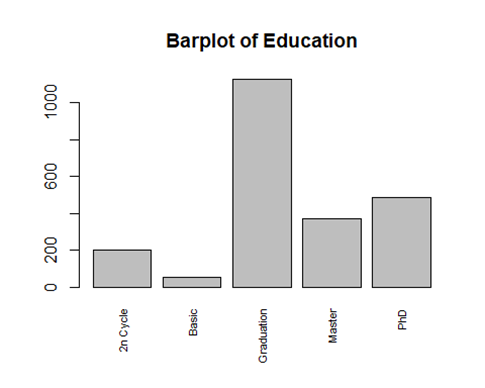 Barplot of Education
1000
600
200
0
2n Cycle
Basic
Graduation
Master
PhD